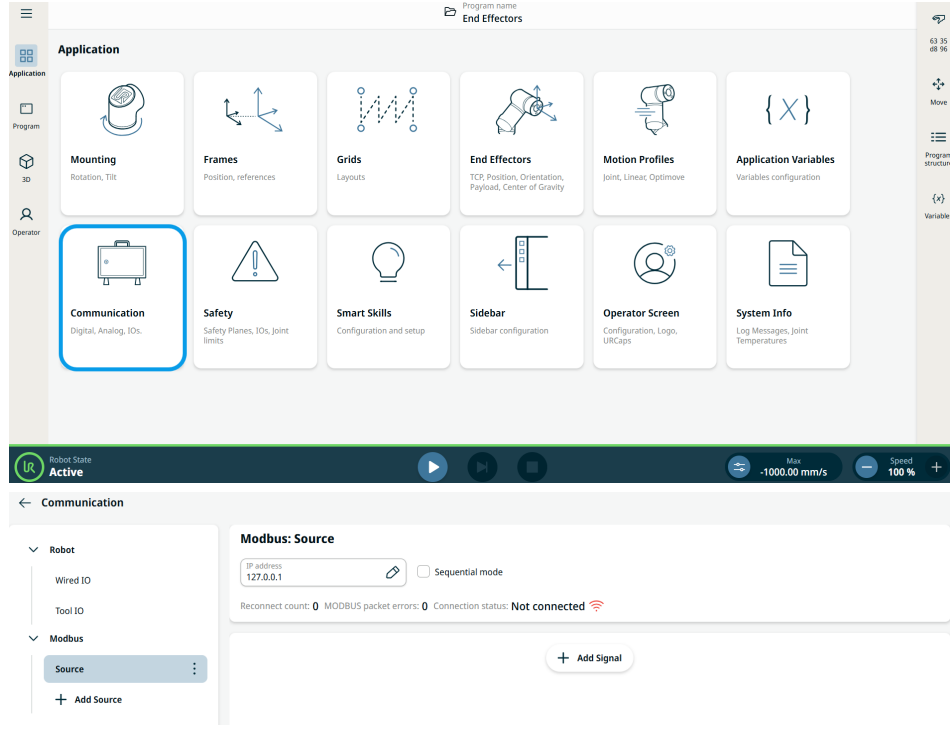 Program name
End Effectors
63 35
d8 96
Application
Application
Move
Program
Program
structure
3D
{x}
Variable
Operator
{X}
Mounting
Rotation, Tilt
Frames
Position, references
Grids
Layouts
End Effectors
TCP, Position, Orientation,
Payload, Center of Gravity
Motion Profiles
Joint, Linear, Optimove
Application Variables
Variables configuration
Communication
Digital, Analog, IOs.
Safety
Safety Planes, IOs, Joint
limits
Smart Skills
Configuration and setup
Sidebar
Sidebar configuration
Operator Screen
Configuration, Logo,
URCaps
System Info
Log Messages, Joint
Temperatures
UR
Robot State
Active
Max
-1000.00 mm/s
Speed
100 %
Communication
Robot
Wired IO
Tool IO
Modbus
Source
Add Source
Modbus: Source
IP address
127.0.0.1
Sequential mode
Reconnect count: 0 MODBUS packet errors: 0 Connection status: Not connected
Add Signal